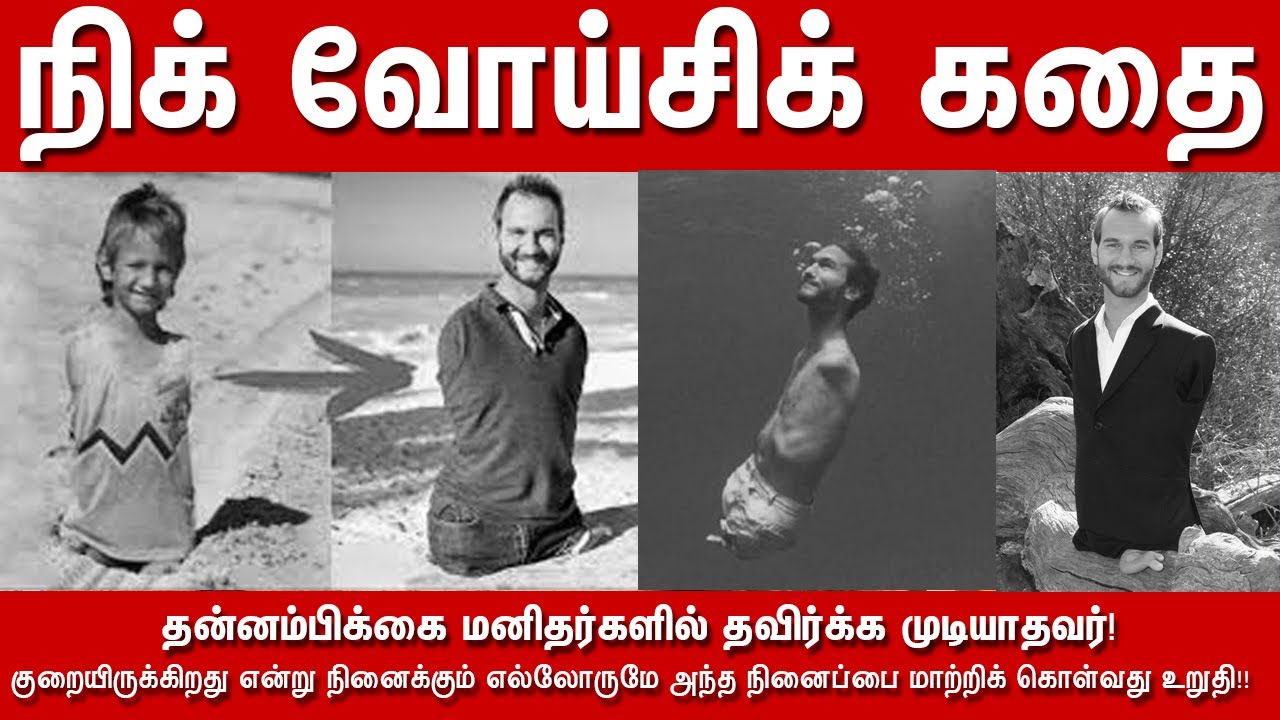 நிக் வோய்சிக் கதை
தன்னம்பிக்கை மனிதர்களில் தவிர்க்க முடியாதவர்!
குறையிருக்கிறது என்று நினைக்கும் எல்லோருமே அந்த நினைப்பை மாற்றிக் கொள்வது உறுதி!!